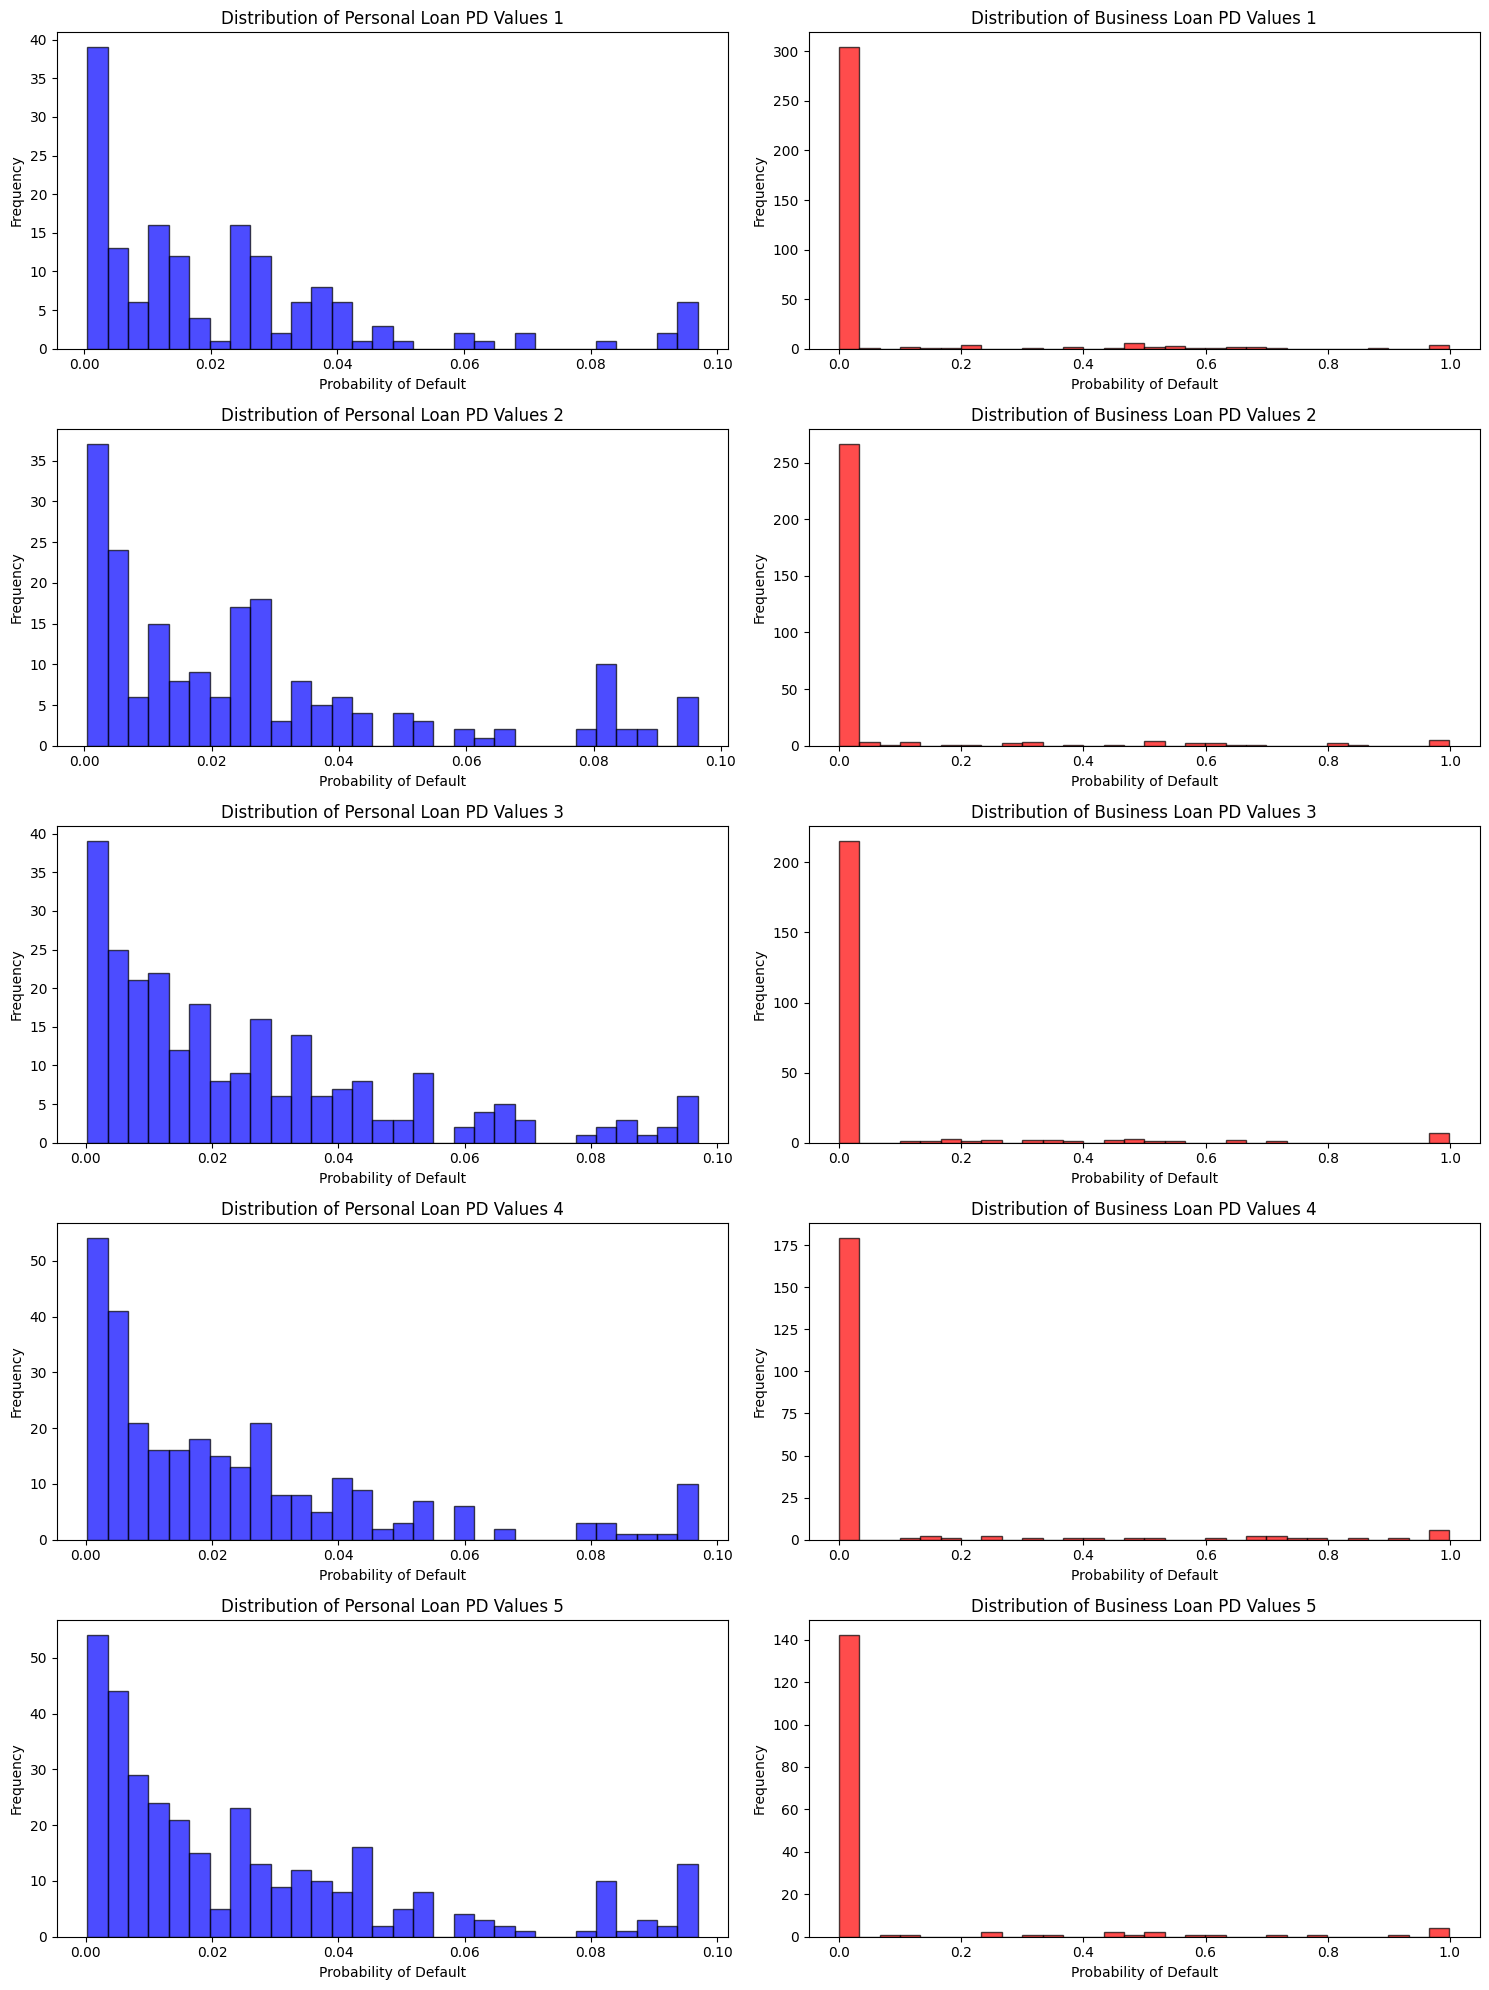 Distribution of Personal Loan PD Values 1
Frequency
40
35
30
25
20
15
10
5
0
0.00 0.02 0.04 0.06 0.08 0.10
Probability of Default
Distribution of Business Loan PD Values 1
Frequency
300
250
200
150
100
50
0
0.0 0.2 0.4 0.6 0.8 1.0
Probability of Default
Distribution of Personal Loan PD Values 2
Frequency
35
30
25
20
15
10
5
0
0.00 0.02 0.04 0.06 0.08 0.10
Probability of Default
Distribution of Business Loan PD Values 2
Frequency
250
200
150
100
50
0
0.0 0.2 0.4 0.6 0.8 1.0
Probability of Default
Distribution of Personal Loan PD Values 3
Frequency
40
35
30
25
20
15
10
5
0
0.00 0.02 0.04 0.06 0.08 0.10
Probability of Default
Distribution of Business Loan PD Values 3
Frequency
200
150
100
50
0
0.0 0.2 0.4 0.6 0.8 1.0
Probability of Default
Distribution of Personal Loan PD Values 4
Frequency
50
40
30
20
10
0
0.00 0.02 0.04 0.06 0.08 0.10
Probability of Default
Distribution of Business Loan PD Values 4
Frequency
175
150
125
100
75
50
25
0
0.0 0.2 0.4 0.6 0.8 1.0
Probability of Default
Distribution of Personal Loan PD Values 5
Frequency
50
40
30
20
10
0
0.00 0.02 0.04 0.06 0.08 0.10
Probability of Default
Distribution of Business Loan PD Values 5
Frequency
140
120
100
80
60
40
20
0
0.0 0.2 0.4 0.6 0.8 1.0
Probability of Default